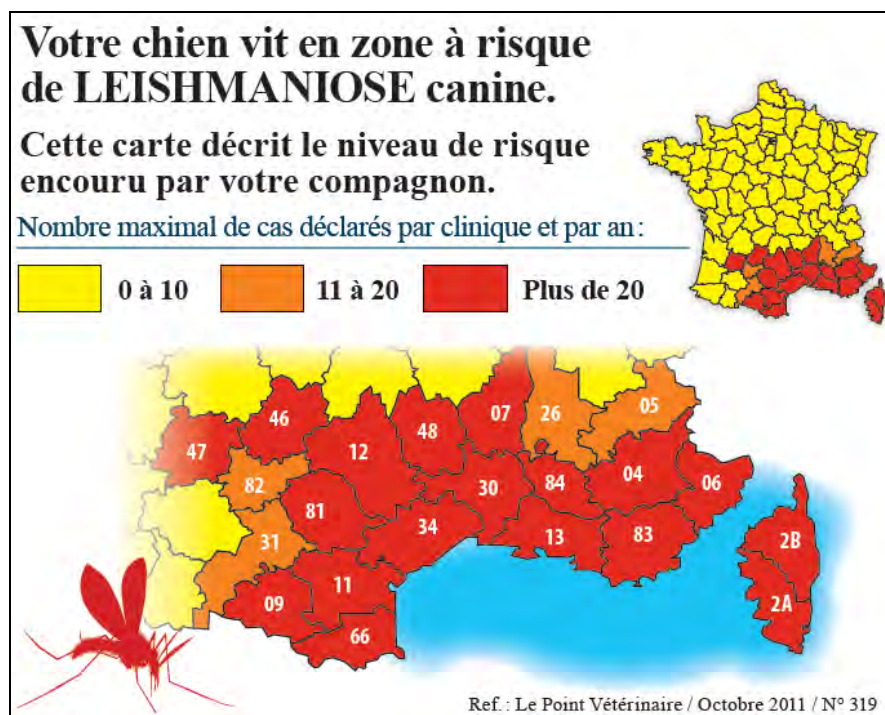 Votre chien vit en zone à risque
de LEISHMANIOSE canine.
Cette carte décrit le niveau de risque
encouru par votre compagnon.
Nombre maximal de cas déclarés par clinique et par an :
0 à 10
11 à 20
Plus de 20
47
46
12
48
07
26
05
82
81
31
34
30
84
04
06
13
83
09
11
66
2B
2A
Ref. : Le Point Vétérinaire / Octobre 2011 / N° 319